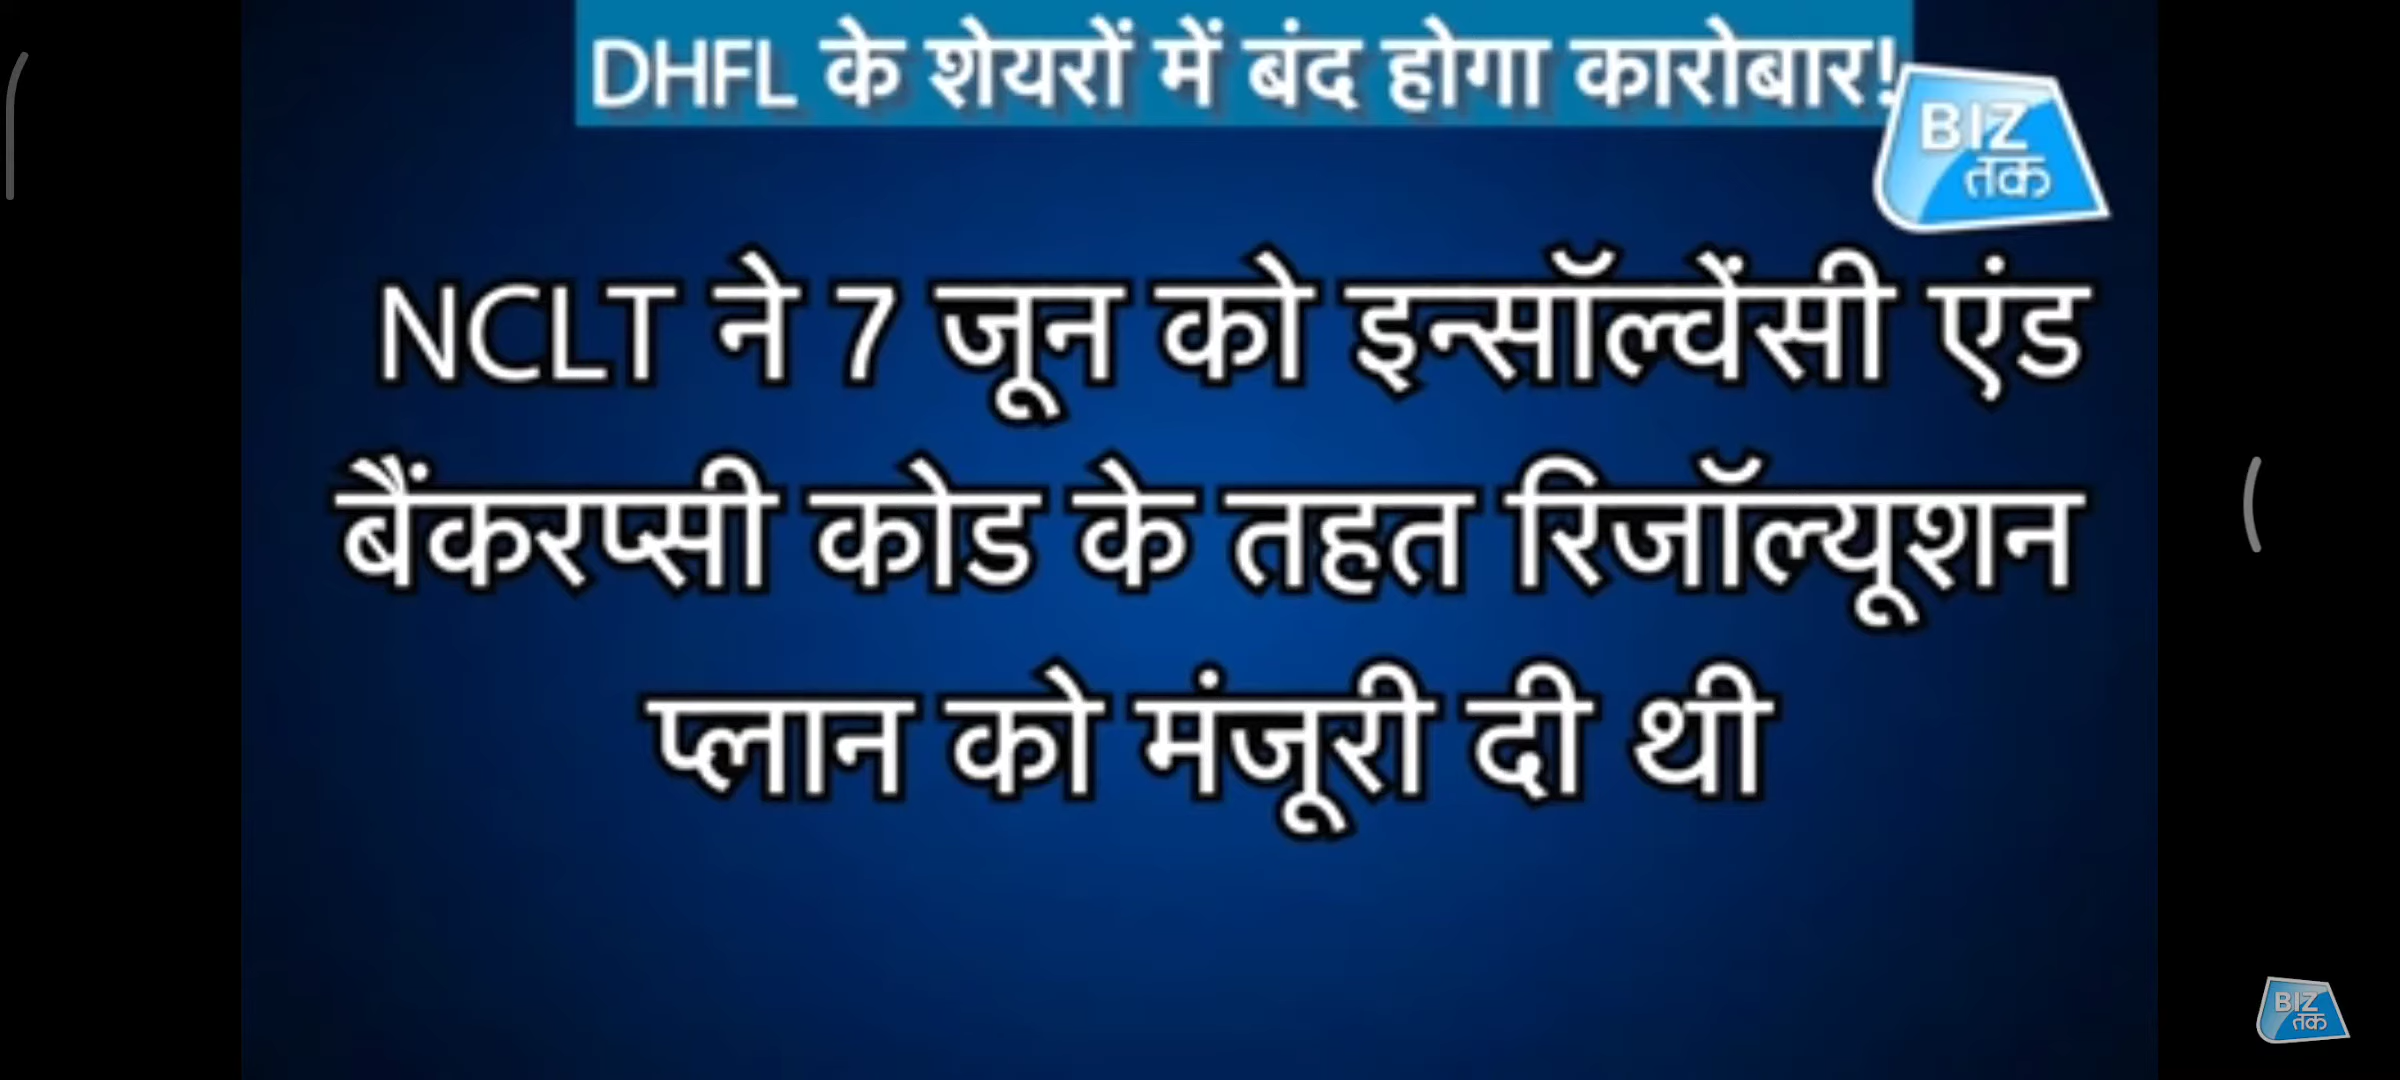 DHFL के शेयरों में बंद होगा कारोबार!
BIZ
तक
NCLT ने 7 जून को इन्सॉल्वेंसी एंड
बैंकरप्सी कोड के तहत रिजॉल्यूशन
प्लान को मंजूरी दी थी
BIZ
तक